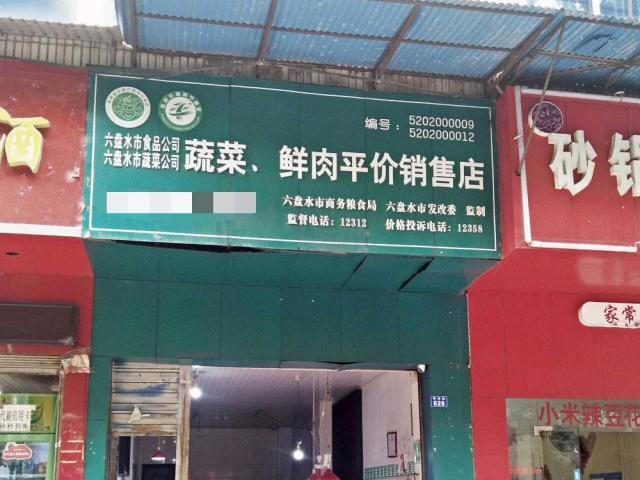 酒
编号：5202000009
5202000012
六盘水市食品公司
六盘水市蔬菜公司
蔬菜、鲜肉平价销售店
六盘水市商务粮食局 六盘水市发改委 监制
监督电话：12312 价格投诉电话：12358
砂锅
家常
小米辣豆花
628